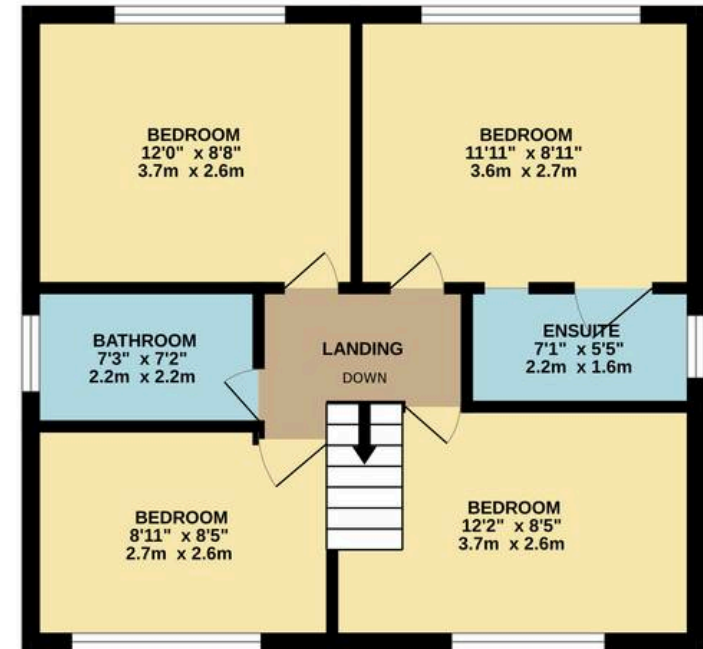 BEDROOM
12'0" x 8'8"
3.7m x 2.6m
BEDROOM
11'11" x 8'11"
3.6m x 2.7m
BATHROOM
7'3" x 7'2"
2.2m x 2.2m
LANDING
DOWN
ENSUITE
7'1" x 5'5"
2.2m x 1.6m
BEDROOM
8'11" x 8'5"
2.7m x 2.6m
BEDROOM
12'2" x 8'5"
3.7m x 2.6m